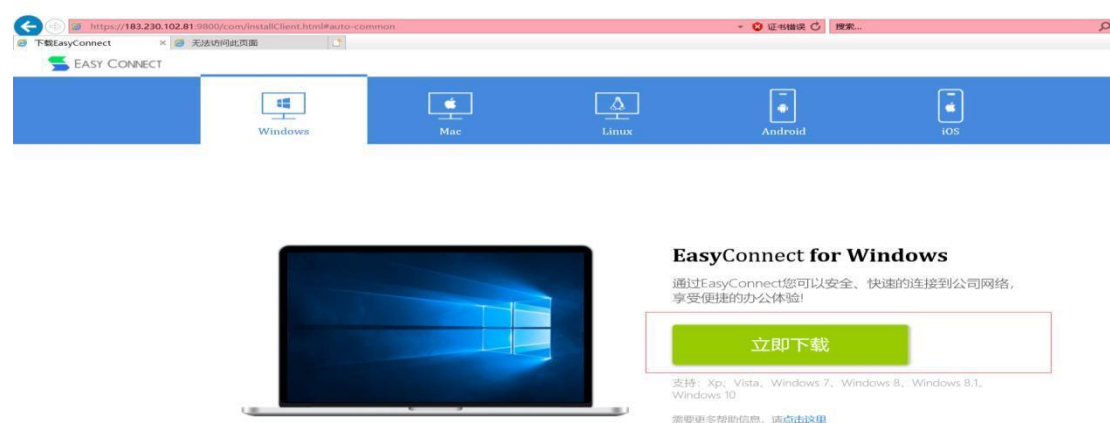 https://183.230.102.81:9800/com/installClient.html#auto-common
证书错误
搜索...
下载EasyConnect
无法访问此页面
EASY CONNECT
Windows
Mac
Linux
Android
iOS
EasyConnect for Windows
通过EasyConnect您可以安全、快速的连接到公司网络,
享受便捷的办公体验!
立即下载
支持: Xp、Vista、Windows 7、Windows 8、Windows 8.1、
Windows 10
需要更多帮助信息, 请点击这里